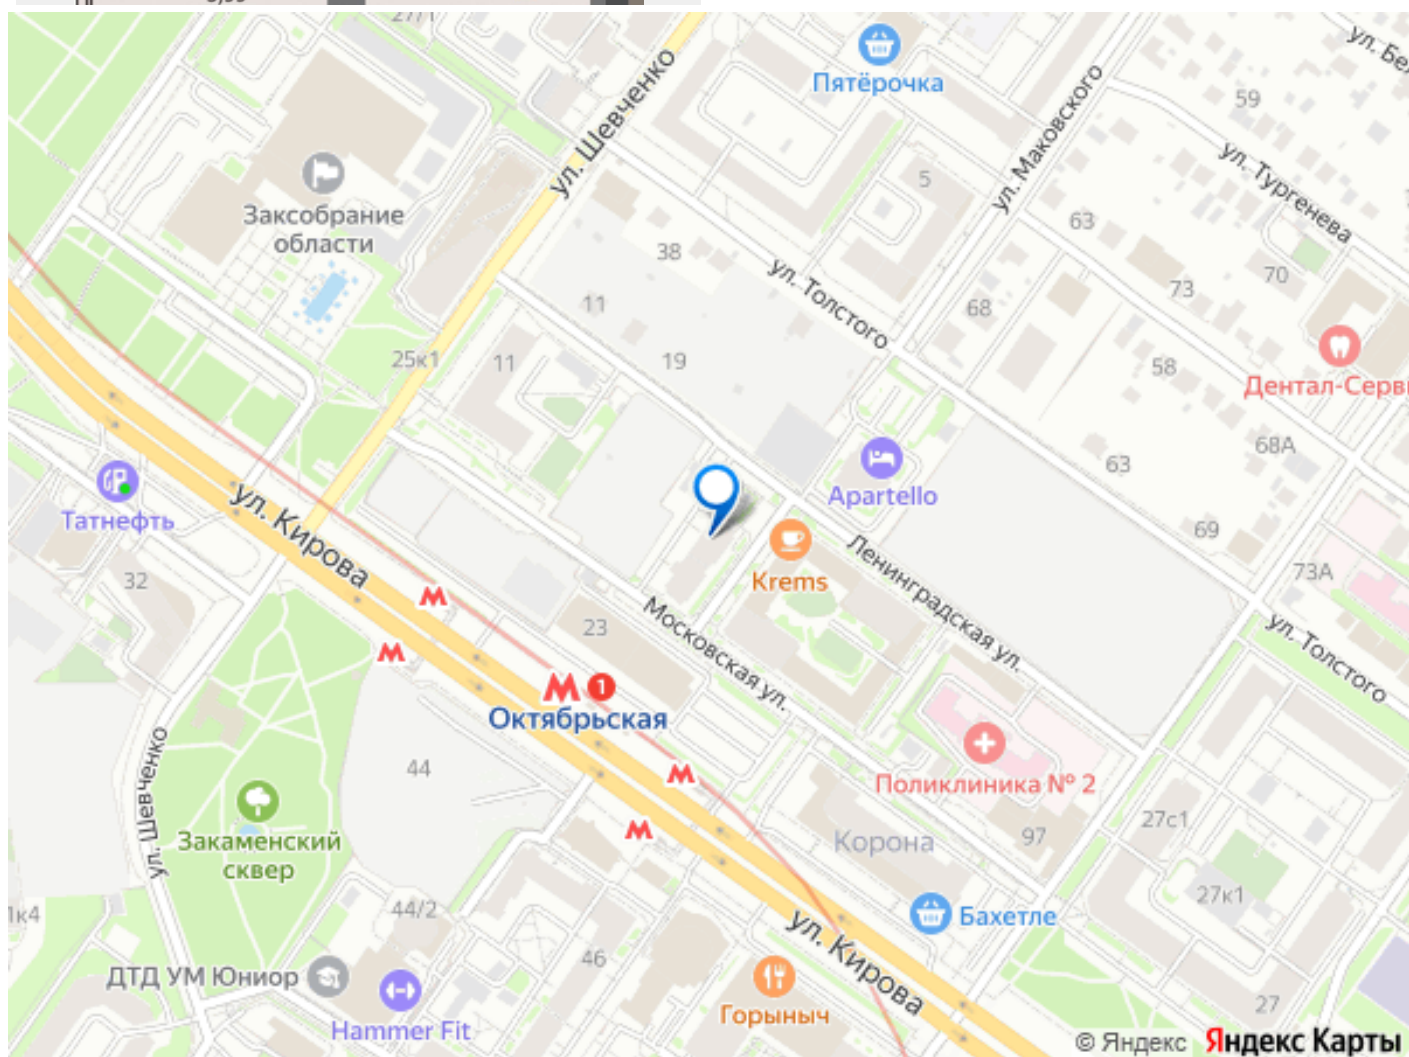 27/1
Пятёрочка
ул. Шевченко
ул. Маковского
59
ул. Тургенева
Заксобрание
области
5
63
38
ул. Толстого
70
73
68
11
25к1
11
19
58
Дентал-Серв
68А
63
Apartello
Татнефть
ул. Кирова
69
Krems
Ленинградская ул.
32
73А
23
Московская ул.
ул. Толстого
М 1
Октябрьская
44
Поликлиника № 2
ул. Шевченко
Закаменский
сквер
Корона
97
27с1
27к1
44/2
Бахетле
ул. Кирова
46
ДТД УМ Юниор
Hammer Fit
Горыныч
27
© Яндекс Яндекс Карты